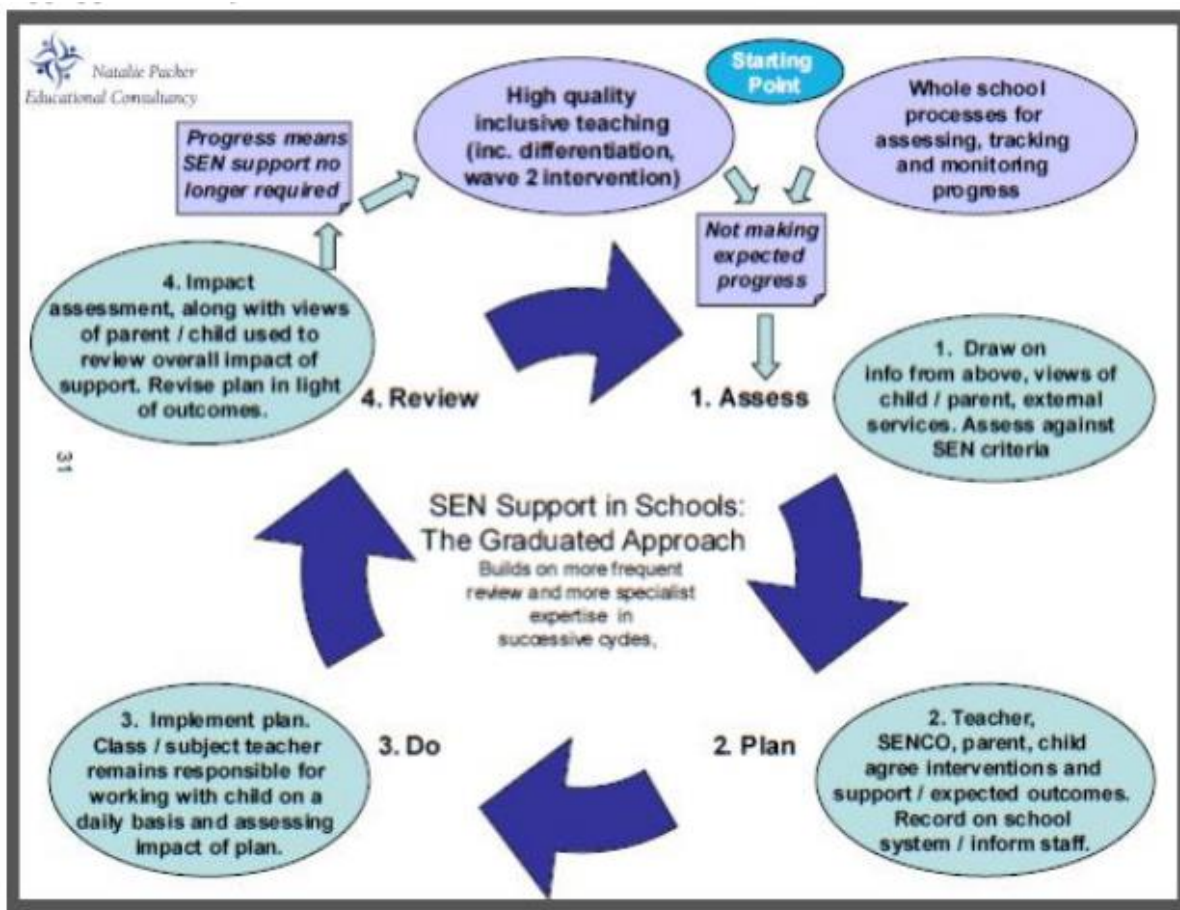 Natalie Packer
Educational Consultancy
Starting
Point
High quality
inclusive teaching
(inc. differentiation,
wave 2 intervention)
Whole school
processes for
assessing, tracking
and monitoring
progress
Progress means
SEN support no
longer required
Not making
expected
progress
4. Impact
assessment, along with views
of parent / child used to
review overall impact of
support. Revise plan in light
of outcomes.
4. Review
1. Assess
1. Draw on
info from above, views of
child / parent, external
services. Assess against
SEN criteria
31
SEN Support in Schools:
The Graduated Approach
Builds on more frequent
review and more specialist
expertise in
successive cycles,
3. Implement plan.
Class / subject teacher
remains responsible for
working with child on a
daily basis and assessing
impact of plan.
3. Do
2. Plan
2. Teacher,
SENCO, parent, child
agree interventions and
support / expected outcomes.
Record on school
system / inform staff.